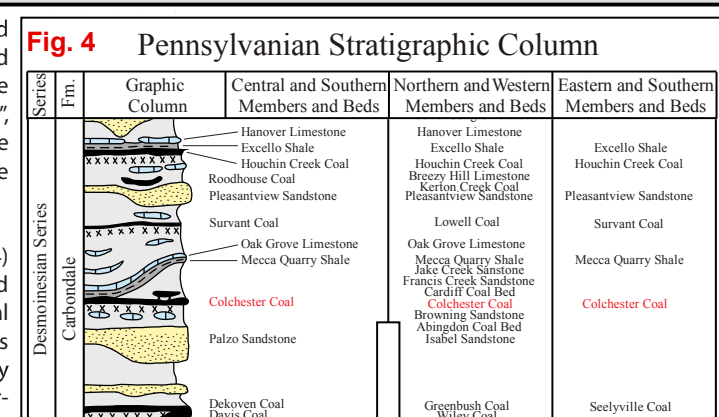 Fig. 4
Pennsylvanian Stratigraphic Column
Series
Fm.
Graphic
Column
Central and Southern
Members and Beds
Northern and Western
Members and Beds
Eastern and Southern
Members and Beds
Desmoinesian Series
Carbondale
Hanover Limestone
Excello Shale
Houchin Creek Coal
Roodhouse Coal
Pleasantview Sandstone
Survant Coal
Oak Grove Limestone
Mecca Quarry Shale
Colchester Coal
Palzo Sandstone
Dekoven Coal
Davis Coal
Hanover Limestone
Excello Shale
Houchin Creek Coal
Breezy Hill Limestone
Kerton Creek Coal
Pleasantview Sandstone
Lowell Coal
Oak Grove Limestone
Mecca Quarry Shale
Jake Creek Sanstone
Francis Creek Sandstone
Cardiff Coal Bed
Colchester Coal
Browning Sandstone
Abingdon Coal Bed
Isabel Sandstone
Greenbush Coal
Wiley Coal
Excello Shale
Houchin Creek Coal
Pleasantview Sandstone
Survant Coal
Mecca Quarry Shale
Colchester Coal
Seelyville Coal